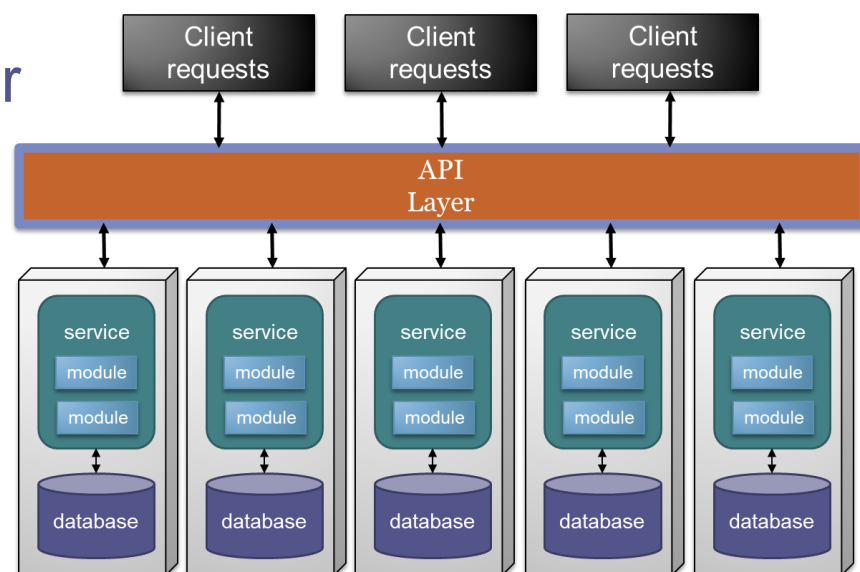 Client
requests
Client
requests
Client
requests
r
API
Layer
service
module
module
database
service
module
module
database
service
module
module
database
service
module
module
database
service
module
module
database